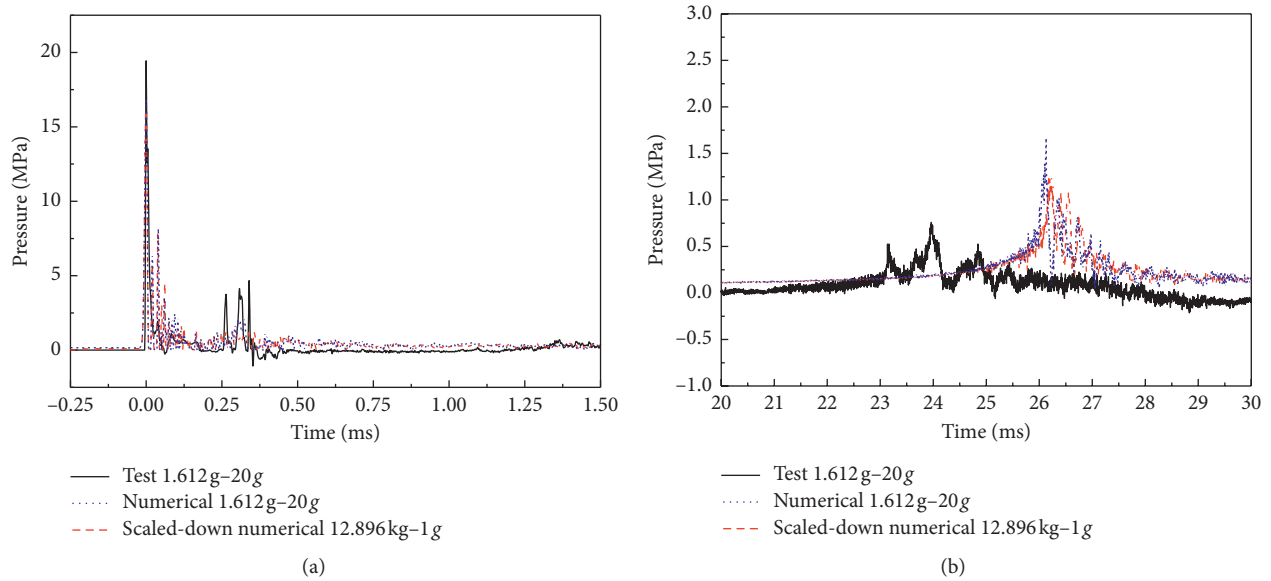 20
15
10
5
0
Pressure (MPa)
−0.25 0.00 0.25 0.50 0.75 1.00 1.25 1.50
Time (ms)
Test 1.612 g–20 g
Numerical 1.612 g–20 g
Scaled-down numerical 12.896 kg–1 g
(a)
3.0
2.5
2.0
1.5
1.0
0.5
0.0
−0.5
−1.0
Pressure (MPa)
20 21 22 23 24 25 26 27 28 29 30
Time (ms)
Test 1.612 g–20 g
Numerical 1.612 g–20 g
Scaled-down numerical 12.896 kg–1 g
(b)